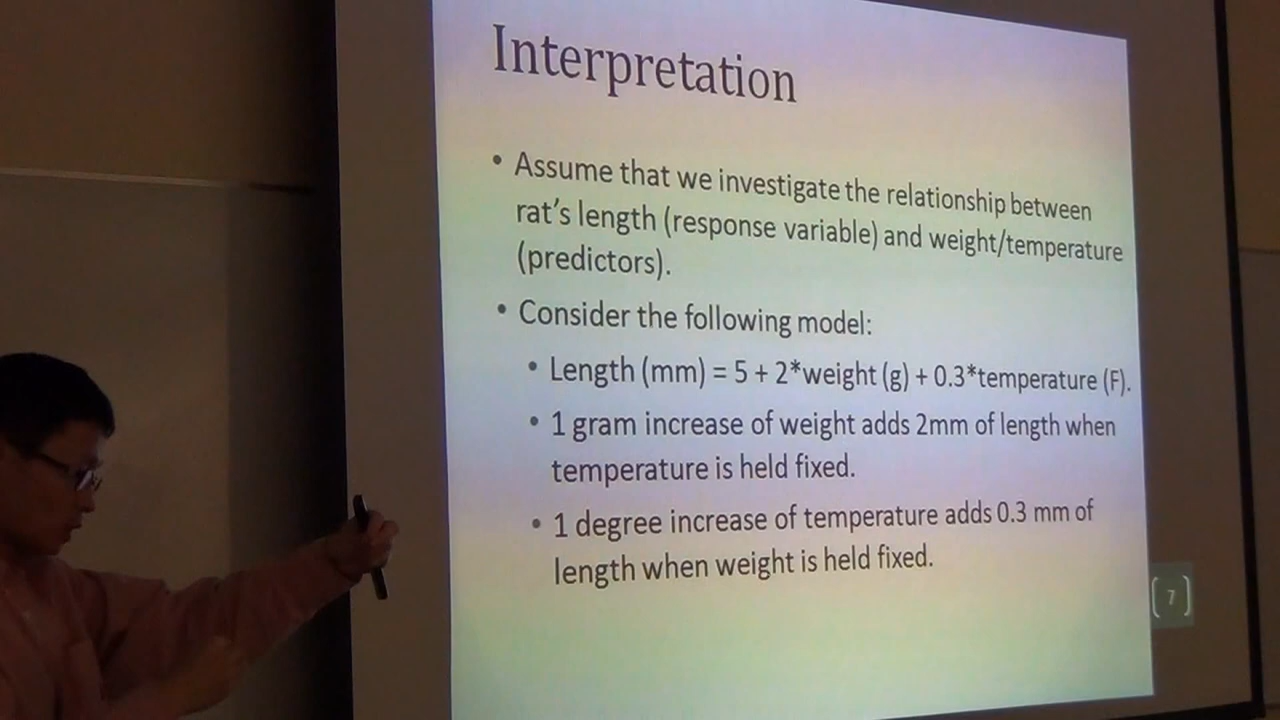 Interpretation
• Assume that we investigate the relationship between
rat's length (response variable) and weight/temperature
(predictors).
• Consider the following model:
• Length (mm) = 5 + 2*weight (g) + 0.3*temperature (F).
• 1 gram increase of weight adds 2mm of length when
temperature is held fixed.
• 1 degree increase of temperature adds 0.3 mm of
length when weight is held fixed.
7